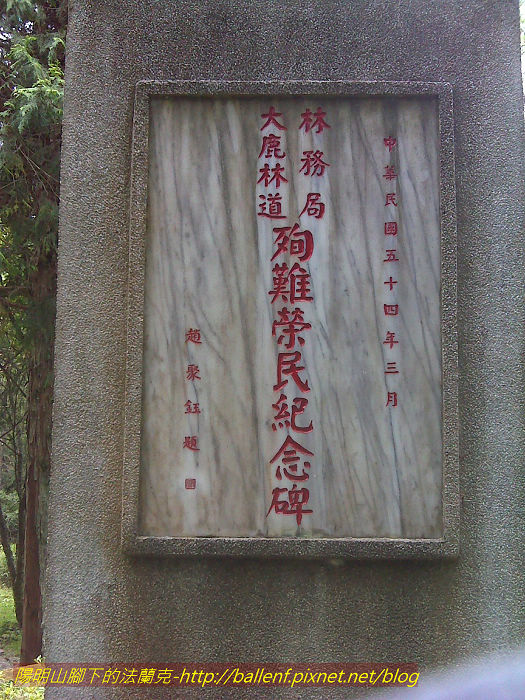 中華民國五十四年三月
林務局
大鹿林道
殉難榮民紀念碑
趙聚鈺題
陽明山腳下的法蘭克-http://ballenf.pixnet.net/blog